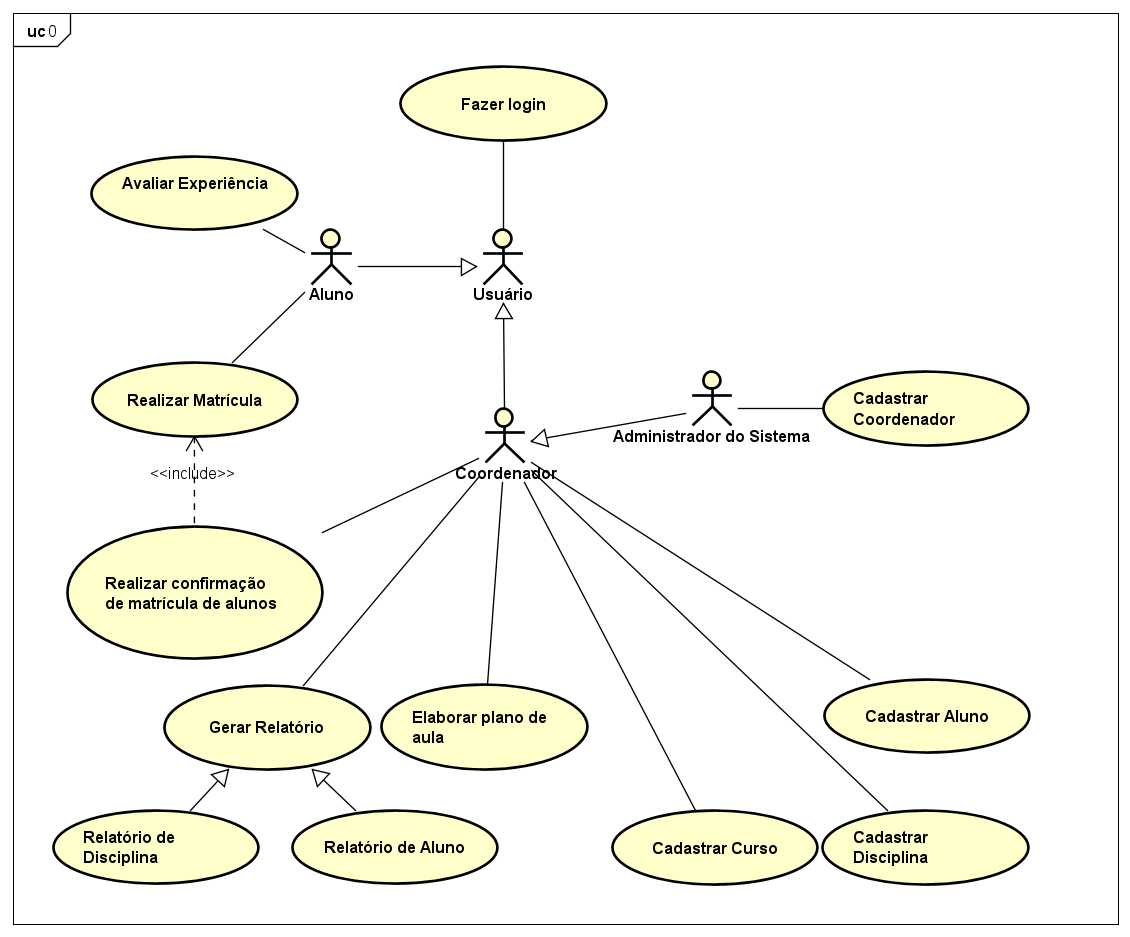 uc 0
Fazer login
Avaliar Experiência
Aluno
Usuário
Realizar Matrícula
Cadastrar
Coordenador
Administrador do Sistema
<<include>>
Coordenador
Realizar confirmação
de matrícula de alunos
Gerar Relatório
Elaborar plano de
aula
Cadastrar Aluno
Relatório de
Disciplina
Relatório de Aluno
Cadastrar Curso
Cadastrar
Disciplina